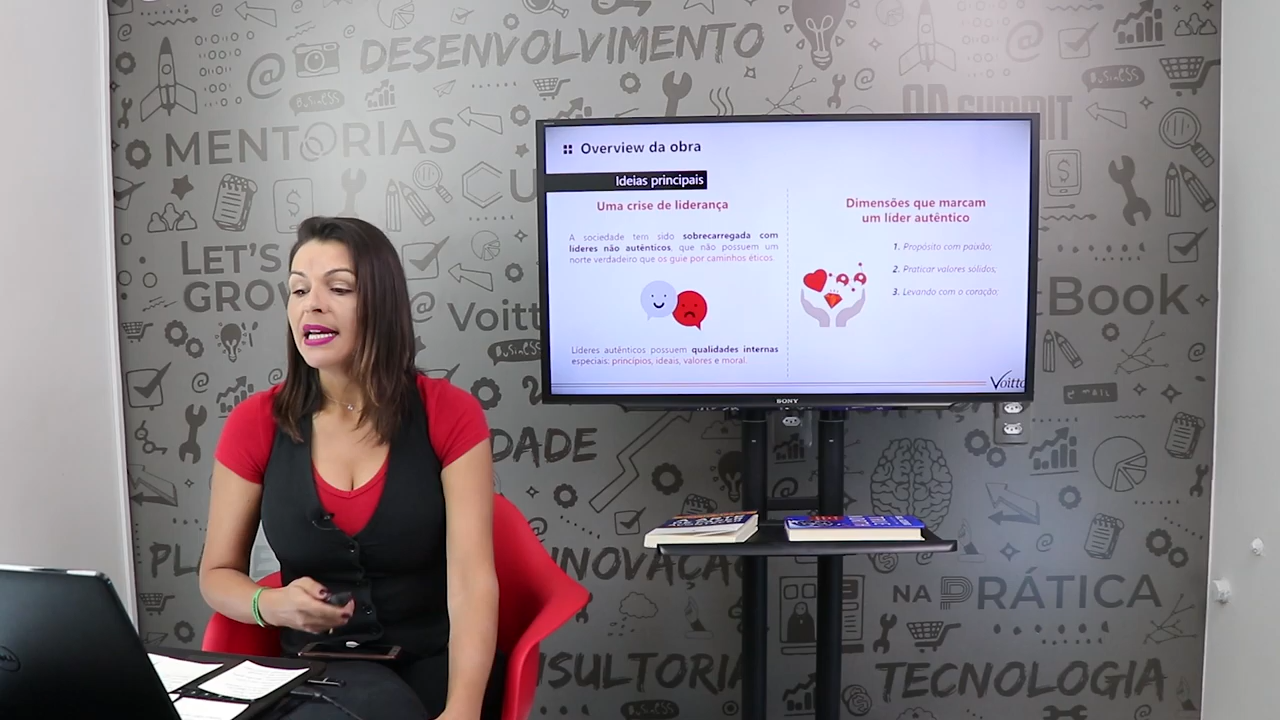 DESENVOLVIMENTO
BUSINESS
MENTORIAS
SUMMIT
LET'S
GROW
Voitt
Book
Overview da obra
Ideias principais
Uma crise de liderança
A sociedade tem sido sobrecarregada com
líderes não autênticos, que não possuem um
norte verdadeiro que os guie por caminhos éticos.
Líderes autênticos possuem qualidades internas
especiais: princípios, ideais, valores e moral.
Dimensões que marcam
um líder autêntico
1. Propósito com paixão;
2. Praticar valores sólidos;
3. Levando com o coração;
Voitto
SONY
DADE
INOVAÇÃ
NA PRÁTICA
NSULTORIA
TECNOLOGIA